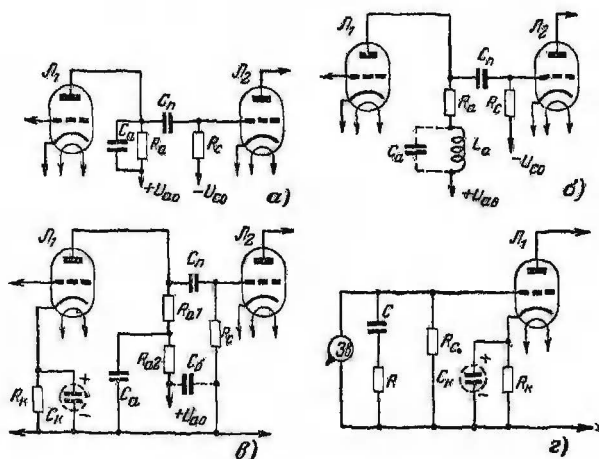 Л₁
Л₂
Cп
Cа
Rа
Rс
+Uао
-Uсо
а)
Л₁
Л₂
Cп
Rа
Rс
Cа
Lа
-Uсо
+Uао
б)
Л₁
Л₂
Cп
Rа1
Rс
Rа2
Cб
Rк
Cк
+
-
Cа
+Uао
в)
Л₁
Зв
C
R
Rс
Cк
+
-
Rк
г)